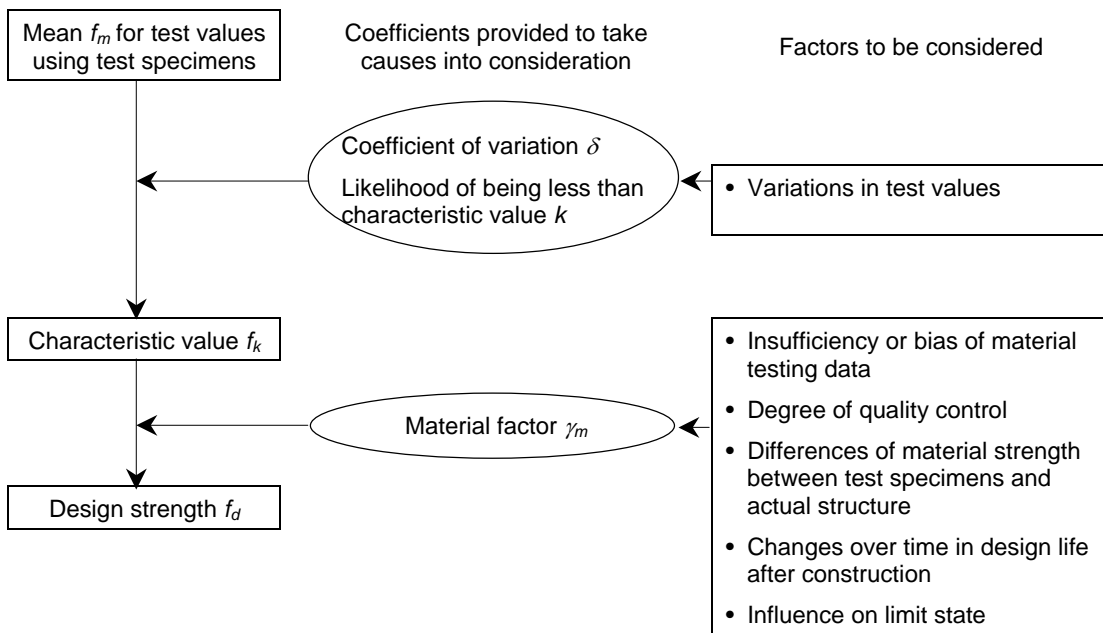 Mean fm for test values
using test specimens
Coefficients provided to take
causes into consideration
Factors to be considered
Coefficient of variation δ
Likelihood of being less than
characteristic value k
• Variations in test values
Characteristic value fk
• Insufficiency or bias of material
testing data
• Degree of quality control
• Differences of material strength
between test specimens and
actual structure
• Changes over time in design life
after construction
• Influence on limit state
Material factor γm
Design strength fd